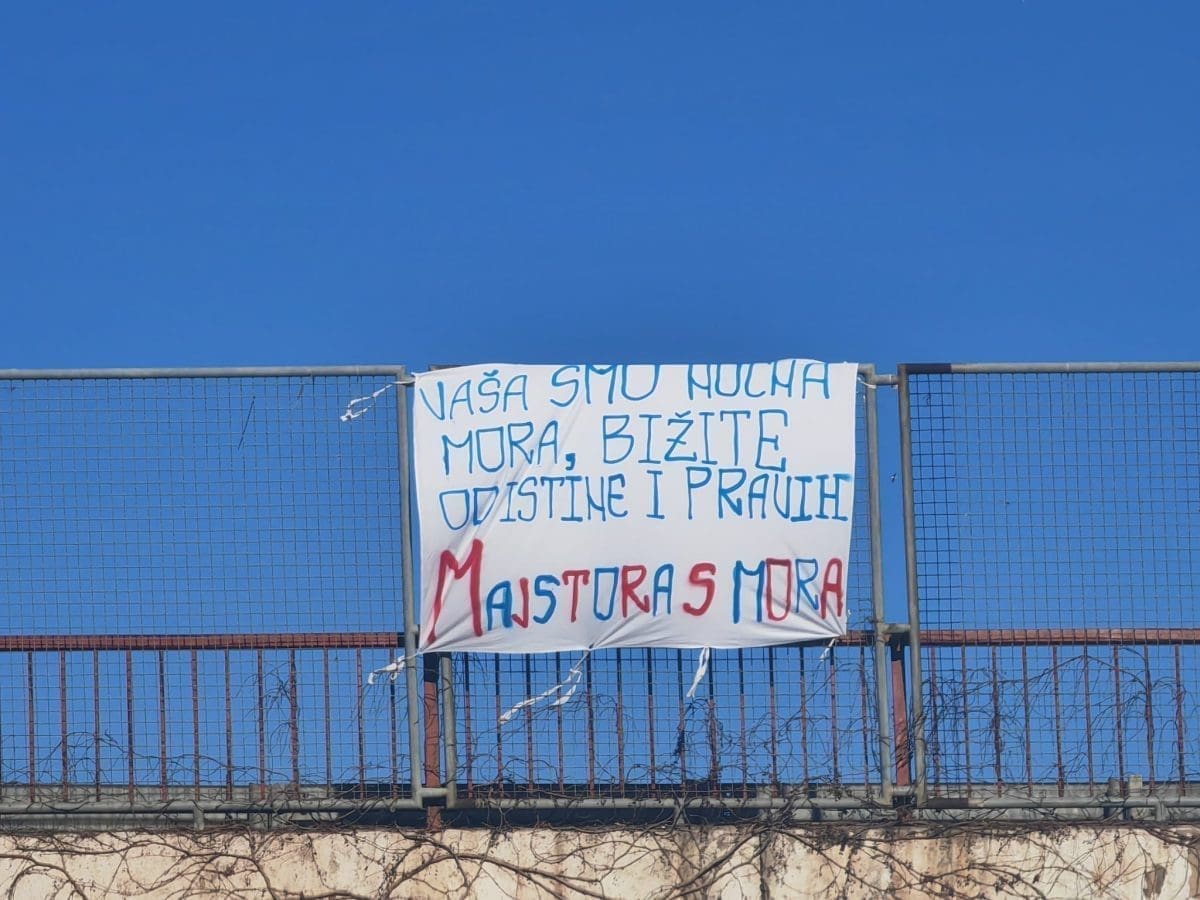 VAŠA SMO NOĆNA
MORA, BIŽITE
OD ISTINE I PRAVIH
MAJSTORA S MORA